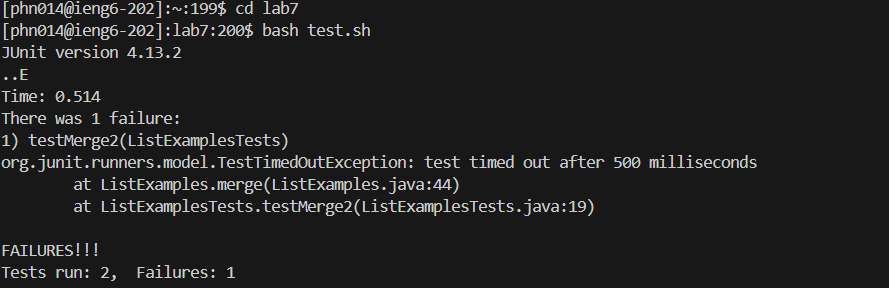 [phn014@ieng6-202]:~:199$ cd lab7
[phn014@ieng6-202]:lab7:200$ bash test.sh
JUnit version 4.13.2
..E
Time: 0.514
There was 1 failure:
1) testMerge2(ListExamplesTests)
org.junit.runners.model.TestTimedOutException: test timed out after 500 milliseconds
        at ListExamples.merge(ListExamples.java:44)
        at ListExamplesTests.testMerge2(ListExamplesTests.java:19)

FAILURES!!!
Tests run: 2,  Failures: 1